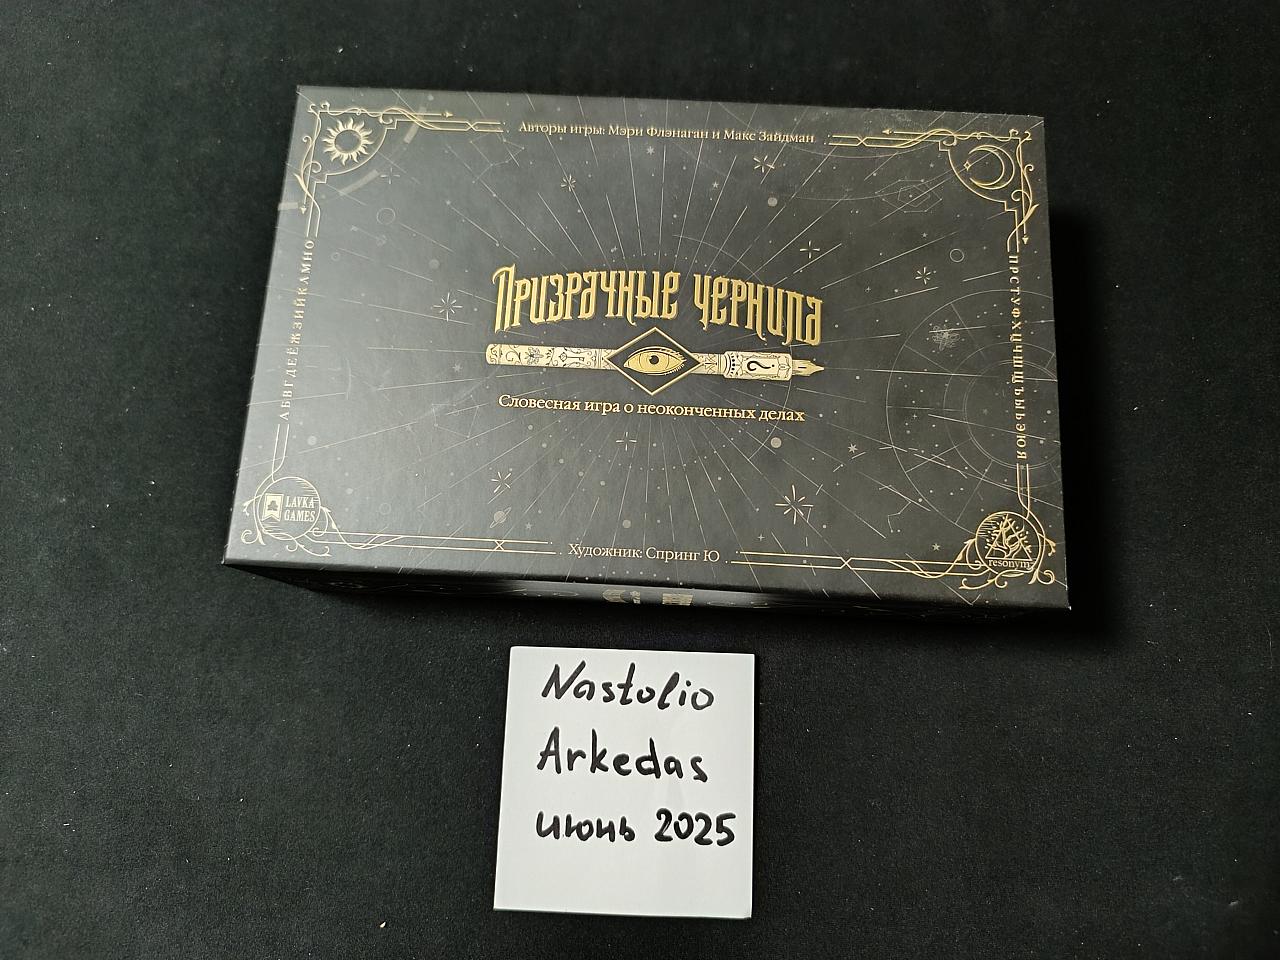 Авторы игры: Мэри Флэнаган и Макс Зайдман
АБВГДЕЁЖЗИЙКЛМНО
ПРСТУФХЦЧШЩЪЫЬЭЮЯ
Призрачные чернила
Словесная игра о неоконченных делах
LAVKA
GAMES
Художник: Спринг Ю
resonym
Nastolio
Arkedas
июнь 2025